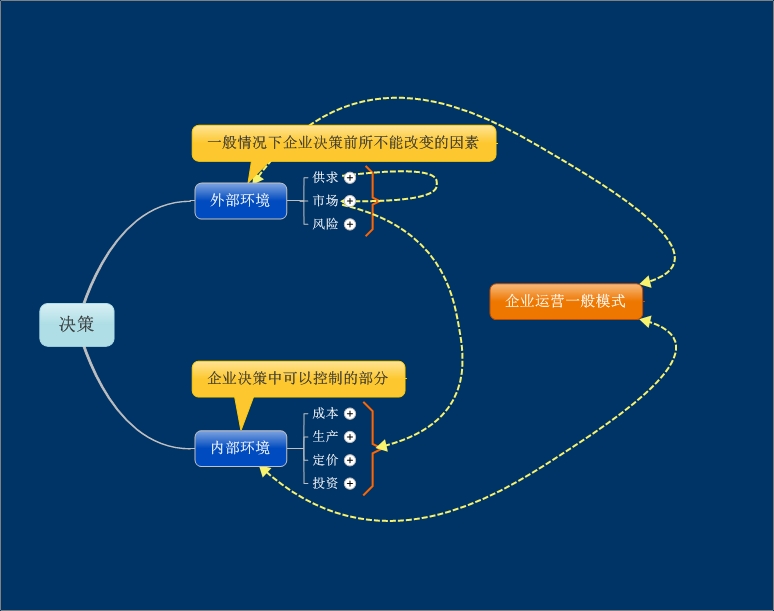 一般情况下企业决策前所不能改变的因素
外部环境
供求
市场
风险
企业运营一般模式
决策
企业决策中可以控制的部分
内部环境
成本
生产
定价
投资